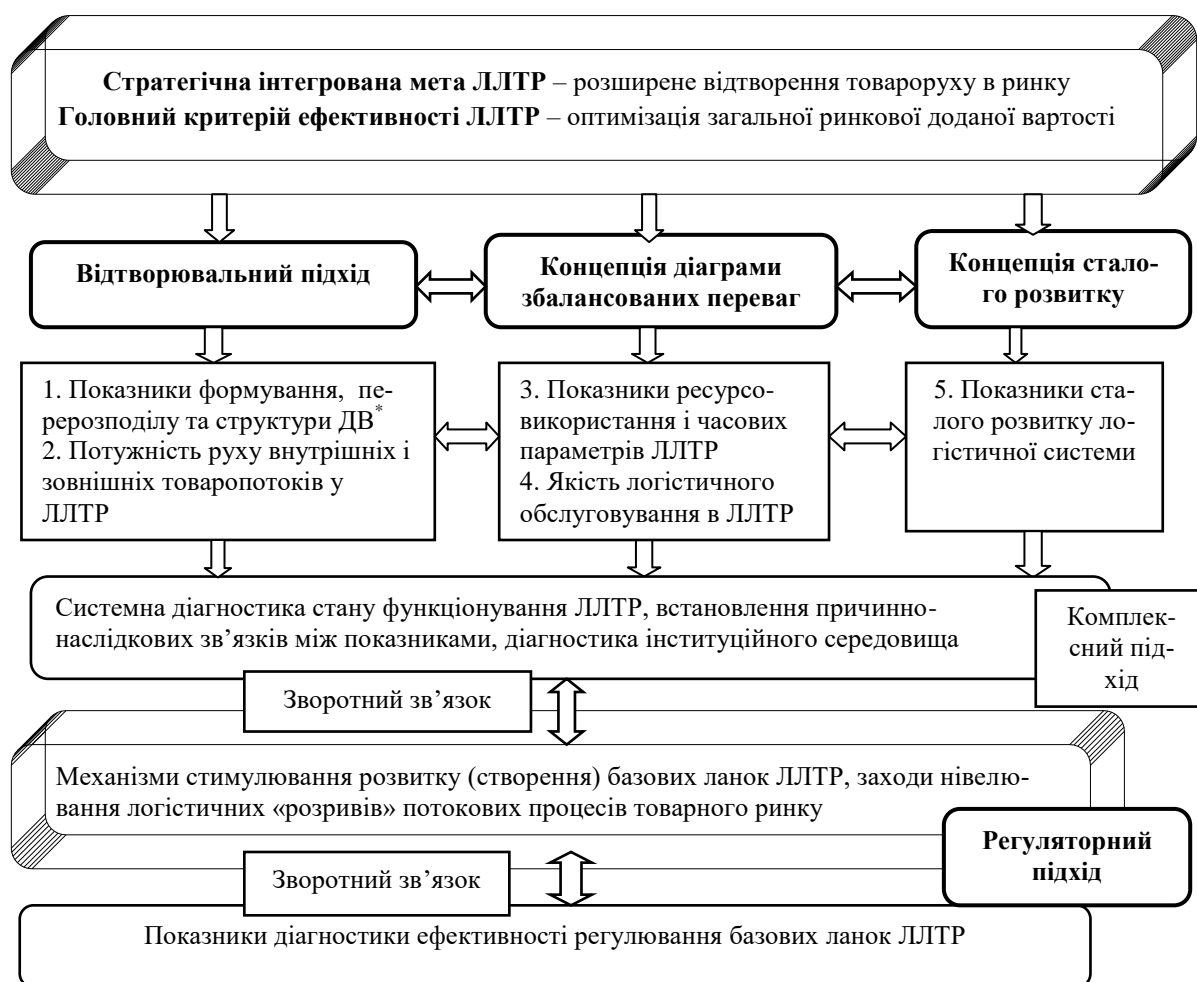 Стратегічна інтегрована мета ЛЛТР – розширене відтворення товароруху в ринку
Головний критерій ефективності ЛЛТР – оптимізація загальної ринкової доданої вартості
Відтворювальний підхід
Концепція діаграми
збалансованих переваг
Концепція стало-
го розвитку
1. Показники формування, пе-
рерозподілу та структури ДВ*
2. Потужність руху внутрішніх і
зовнішніх товаропотоків у
ЛЛТР
3. Показники ресурсо-
використання і часових
параметрів ЛЛТР
4. Якість логістичного
обслуговування в ЛЛТР
5. Показники ста-
лого розвитку ло-
гістичної системи
Системна діагностика стану функціонування ЛЛТР, встановлення причинно-
наслідкових зв’язків між показниками, діагностика інституційного середовища
Комплек-
сний під-
хід
Зворотний зв’язок
Механізми стимулювання розвитку (створення) базових ланок ЛЛТР, заходи нівелю-
вання логістичних «розривів» потокових процесів товарного ринку
Регуляторний
підхід
Зворотний зв’язок
Показники діагностики ефективності регулювання базових ланок ЛЛТР